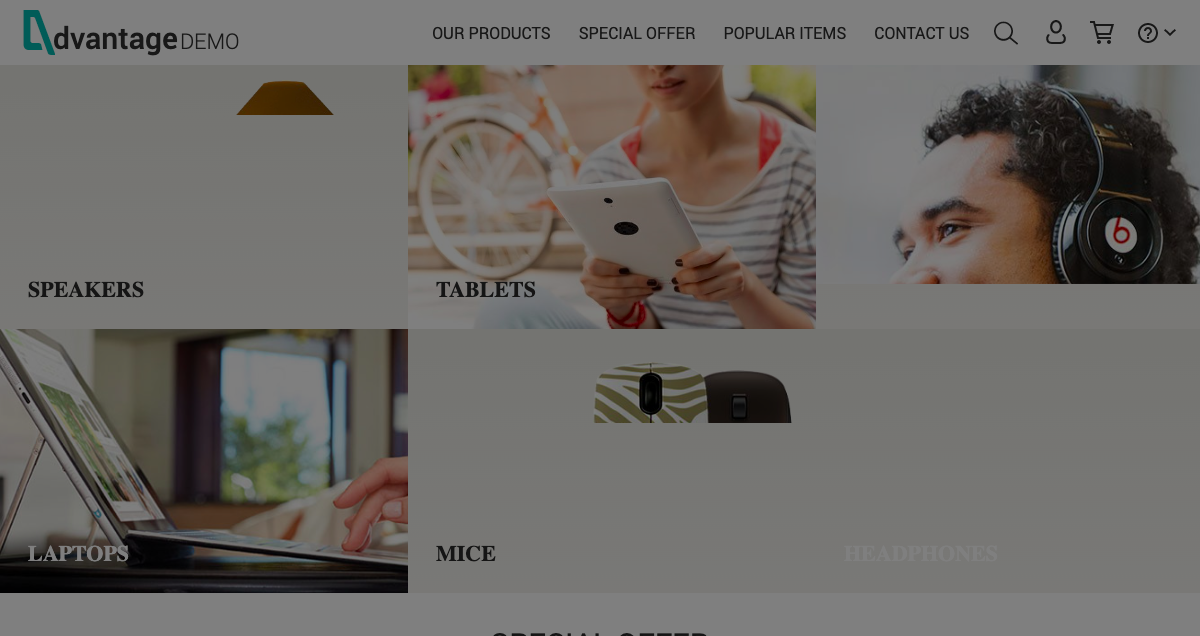 dvantage DEMO
OUR PRODUCTS
SPECIAL OFFER
POPULAR ITEMS
CONTACT US
SPEAKERS
TABLETS
LAPTOPS
MICE
HEADPHONES
SPECIAL OFFER